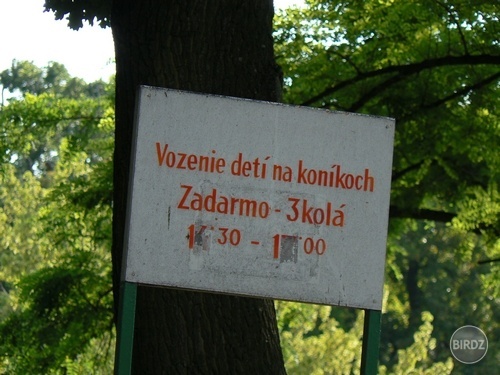 Vozenie detí na koníkoch
Zadarmo - 3kolá
BIRDZ